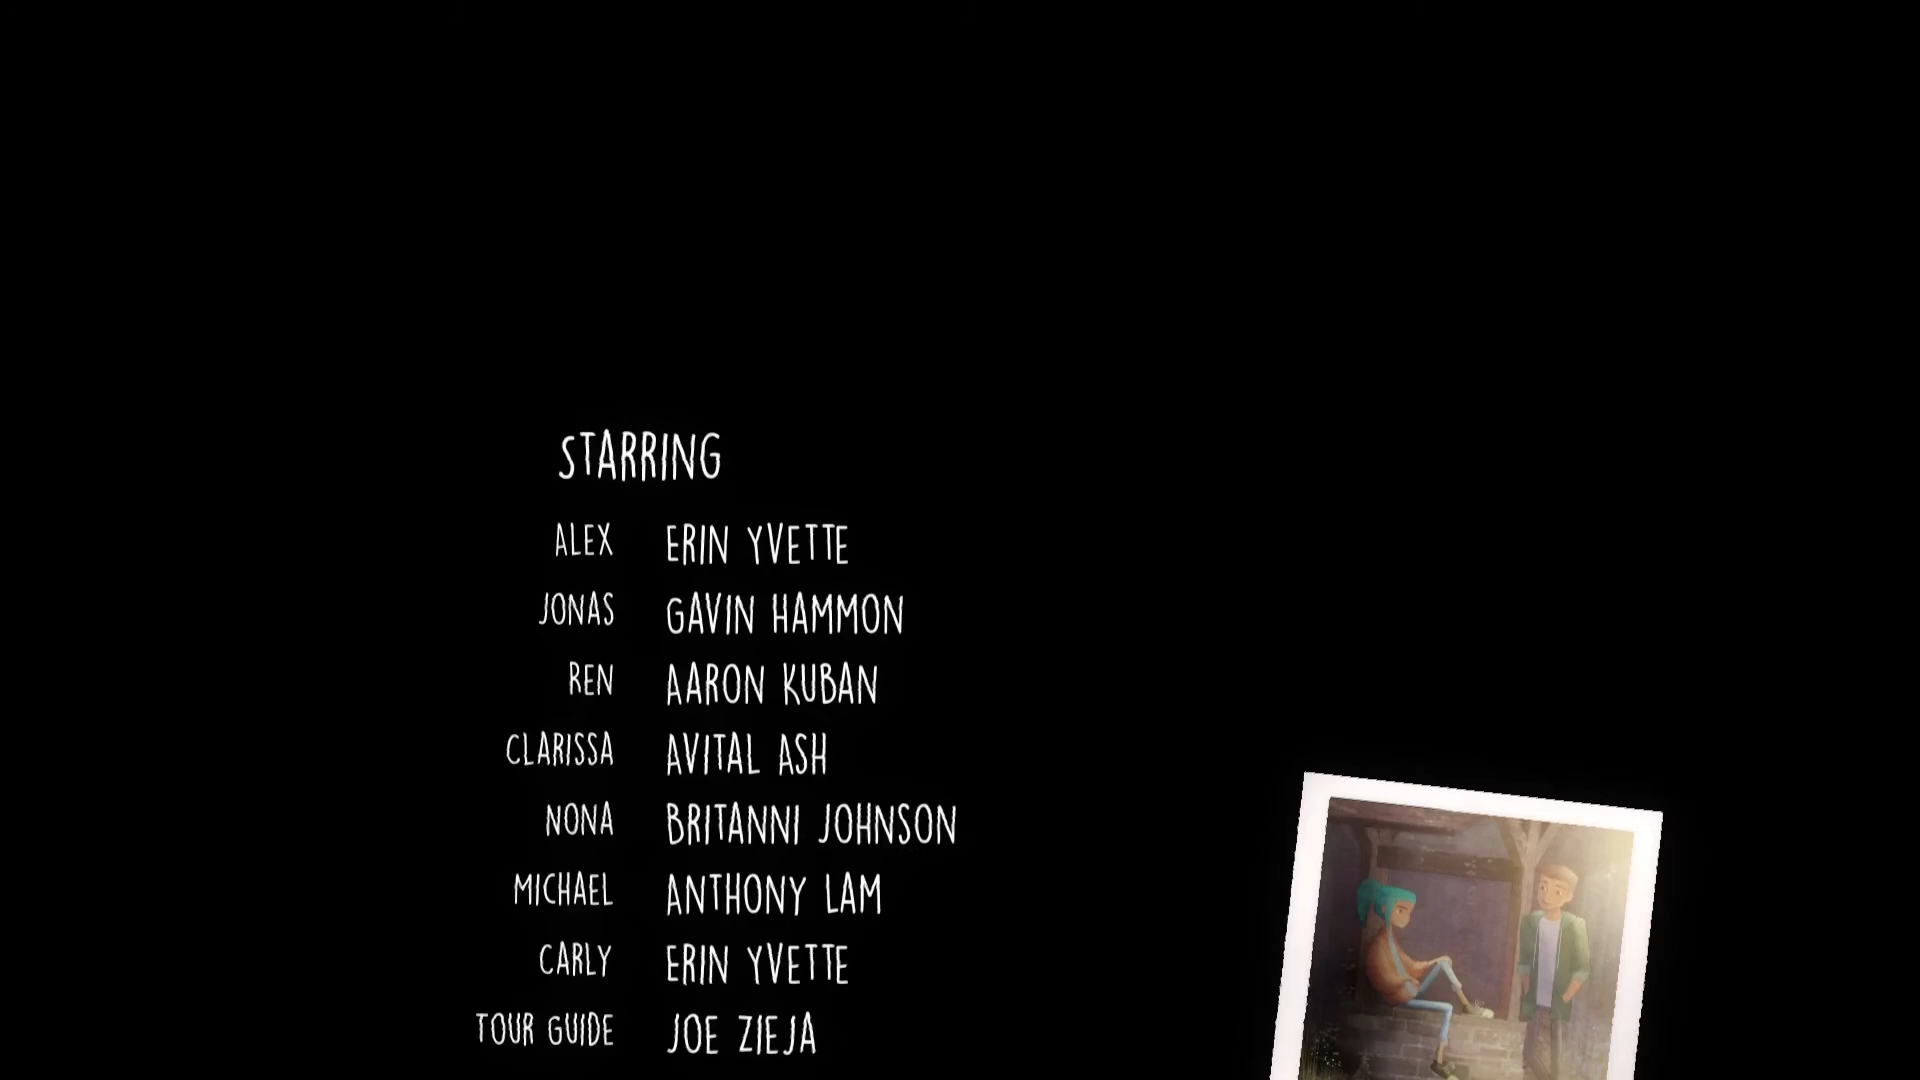 STARRING
ALEX ERIN YVETTE
JONAS GAVIN HAMMON
REN AARON KUBAN
CLARISSA AVITAL ASH
NONA BRITANNI JOHNSON
MICHAEL ANTHONY LAM
CARLY ERIN YVETTE
TOUR GUIDE JOE ZIEJA